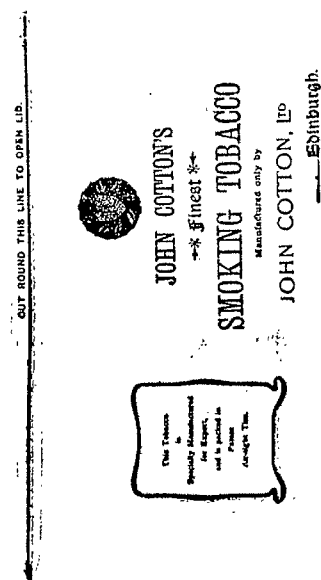 CUT ROUND THIS LINE TO OPEN LID.
JOHN COTTON'S
Finest
SMOKING TOBACCO
Manufactured only by
JOHN COTTON, LTD
Edinburgh.
This Tobacco
is
Specially Manufactured
for Export,
and is packed in
Patent
Air-tight Tins.